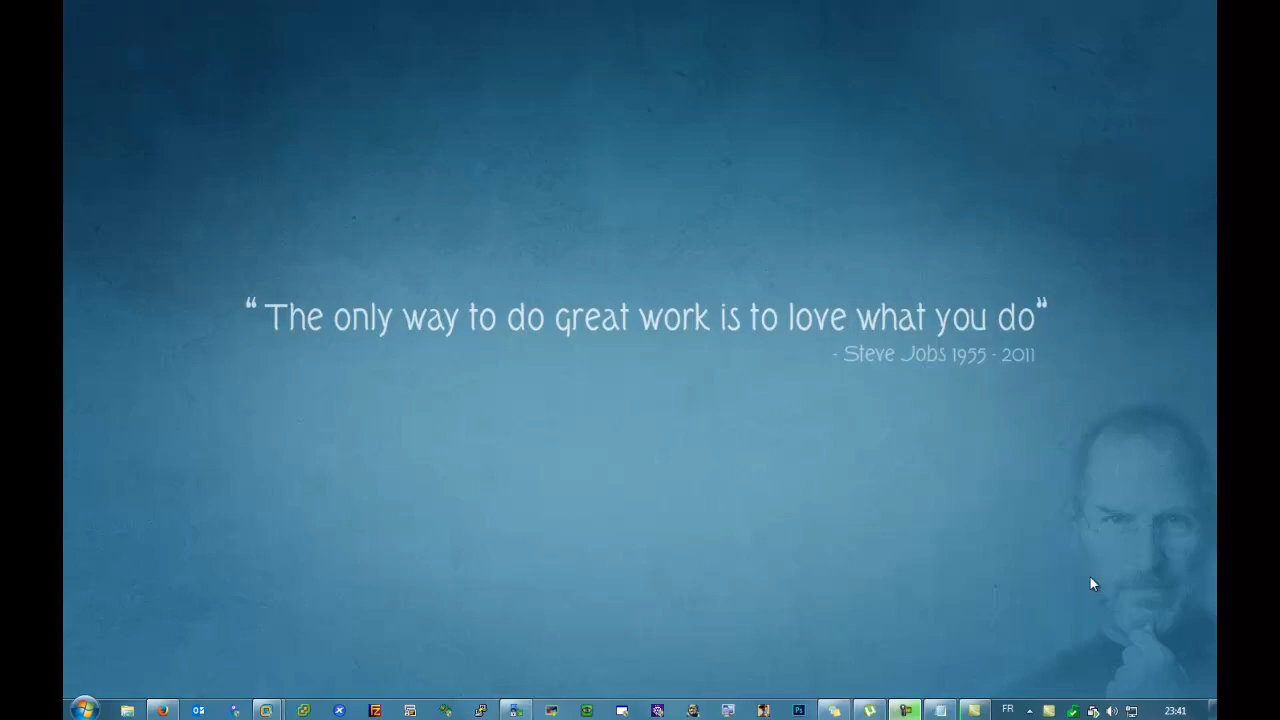 “ The only way to do great work is to love what you do”
- Steve Jobs 1955 - 2011
FR
23:41